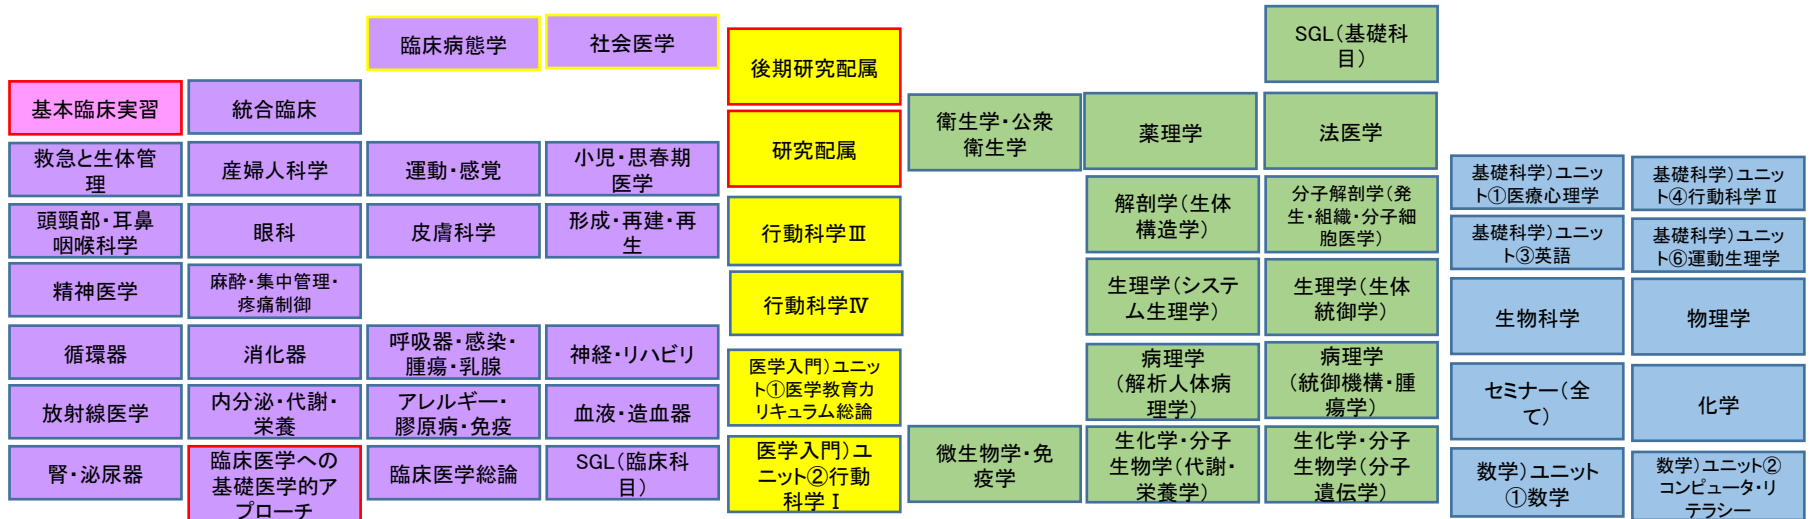 臨床病態学
社会医学
後期研究配属
SGL(基礎科
目)
基本臨床実習
統合臨床
研究配属
衛生学・公衆
衛生学
薬理学
法医学
救急と生体管
理
産婦人科学
運動・感覚
小児・思春期
医学
基礎科学)ユニッ
ト①医療心理学
基礎科学)ユニッ
ト④行動科学Ⅱ
頭頸部・耳鼻
咽喉科学
眼科
皮膚科学
形成・再建・再
生
行動科学Ⅲ
解剖学(生体
構造学)
分子解剖学(発
生・組織・分子細
胞医学)
基礎科学)ユニッ
ト③英語
基礎科学)ユニッ
ト⑥運動生理学
精神医学
麻酔・集中管理・
疼痛制御
行動科学Ⅳ
生理学(システ
ム生理学)
生理学(生体
統御学)
生物科学
物理学
循環器
消化器
呼吸器・感染・
腫瘍・乳腺
神経・リハビリ
医学入門)ユニッ
ト①医学教育カ
リキュラム総論
病理学
(解析人体病
理学)
病理学
(統御機構・腫
瘍学)
セミナー(全
て)
化学
放射線医学
内分泌・代謝・
栄養
アレルギー・
膠原病・免疫
血液・造血器
医学入門)ユ
ニット②行動
科学Ⅰ
微生物学・免
疫学
生化学・分子
生物学(代謝・
栄養学)
生化学・分子
生物学(分子
遺伝学)
数学)ユニット
①数学
数学)ユニット②
コンピュータ・リ
テラシー
腎・泌尿器
臨床医学への
基礎医学的ア
プローチ
臨床医学総論
SGL(臨床科
目)